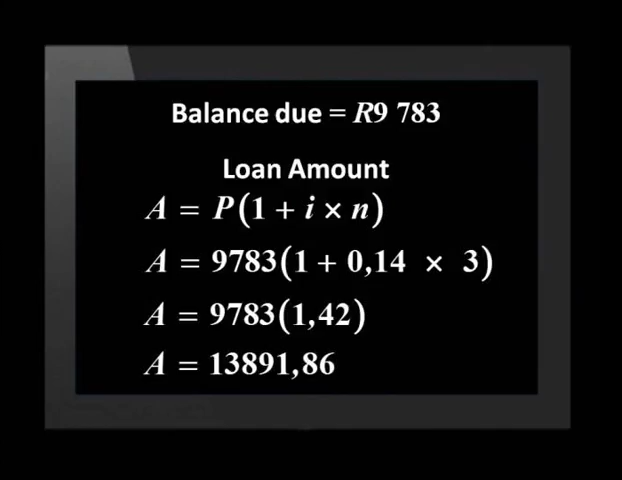 Balance due = R9 783
Loan Amount
A = P(1 + i × n)
A = 9783(1 + 0,14 × 3)
A = 9783(1,42)
A = 13891,86